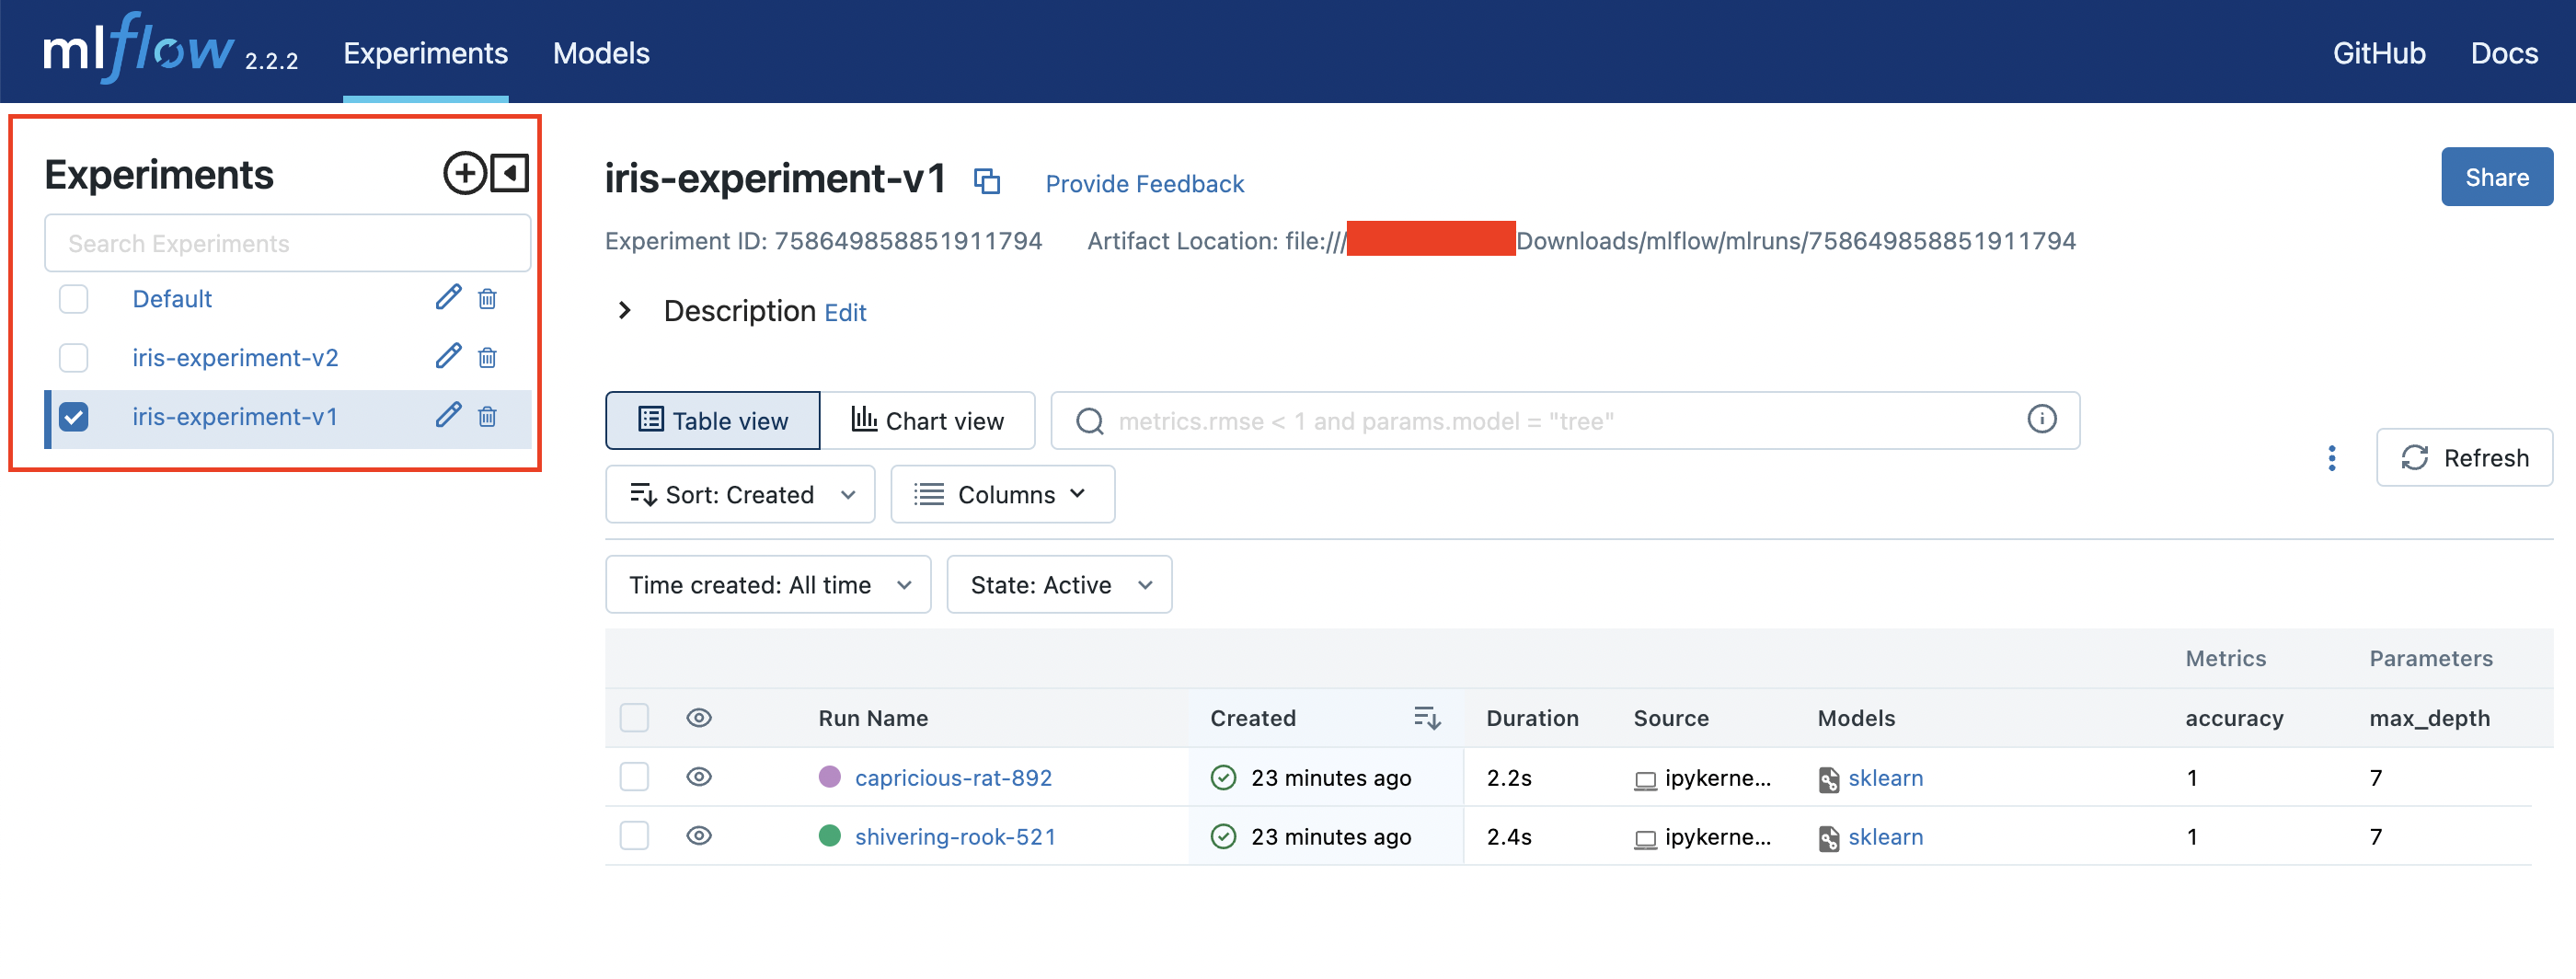 mlflow 2.2.2 Experiments Models GitHub Docs
Experiments
Search Experiments
Default
iris-experiment-v2
iris-experiment-v1
iris-experiment-v1 Provide Feedback Share
Experiment ID: 758649858851911794 Artifact Location: file:/// Downloads/mlflow/mlruns/758649858851911794
Description Edit
Table view Chart view metrics.rmse < 1 and params.model = "tree"
Refresh
Sort: Created Columns
Time created: All time State: Active
Metrics Parameters
Run Name Created Duration Source Models accuracy max_depth
capricious-rat-892 23 minutes ago 2.2s ipykerne... sklearn 1 7
shivering-rook-521 23 minutes ago 2.4s ipykerne... sklearn 1 7